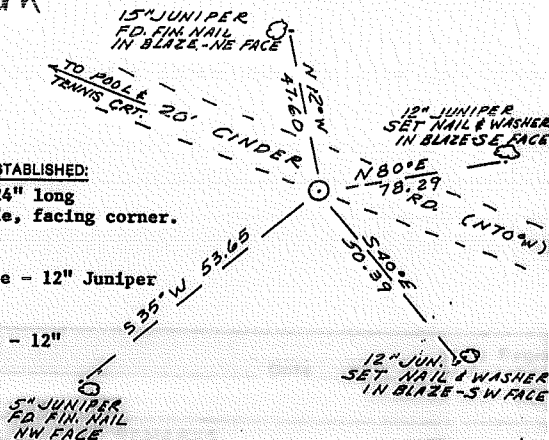 15" JUNIPER
FD. FIN. NAIL
IN BLAZE-NE FACE
N 12° W
47.60
TO POOL &
TENNIS CRT.
20' CINDER
RD.
(N70°W)
12" JUNIPER
SET NAIL & WASHER
IN BLAZE-SE FACE
N 80° E
78.29
STABLISHED:
24" long
e, facing corner.
e - 12" Juniper
- 12"
S 35° W 53.65
S 40° E
50.39
5" JUNIPER
FD. FIN. NAIL
NW FACE
12" JUN.
SET NAIL & WASHER
IN BLAZE-SW FACE